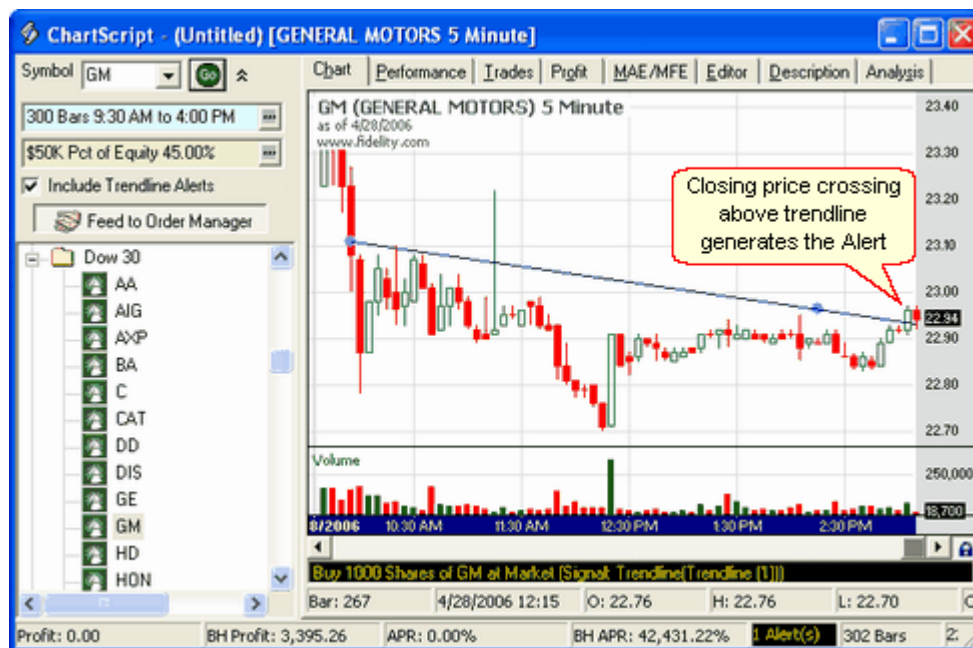 ChartScript - (Untitled) [GENERAL MOTORS 5 Minute]
Symbol GM Go
300 Bars 9:30 AM to 4:00 PM
$50K Pct of Equity 45.00%
Include Trendline Alerts
Feed to Order Manager
Dow 30
AA
AIG
AXP
BA
C
CAT
DD
DIS
GE
GM
HD
HON
Chart Performance Trades Profit MAE/MFE Editor Description Analysis
GM (GENERAL MOTORS) 5 Minute
as of 4/28/2006
www.fidelity.com
Closing price crossing
above trendline
generates the Alert
23.40
23.30
23.20
23.10
23.00
22.94
22.90
22.80
22.70
Volume
250,000
18,700
8/2006 10:30 AM 11:30 AM 12:30 PM 1:30 PM 2:30 PM
Buy 1000 Shares of GM at Market (Signal: Trendline(Trendline [1]))
Bar: 267 4/28/2006 12:15 O: 22.76 H: 22.76 L: 22.70 C
Profit: 0.00 BH Profit: 3,395.26 APR: 0.00% BH APR: 42,431.22% 1 Alert(s) 302 Bars 2: